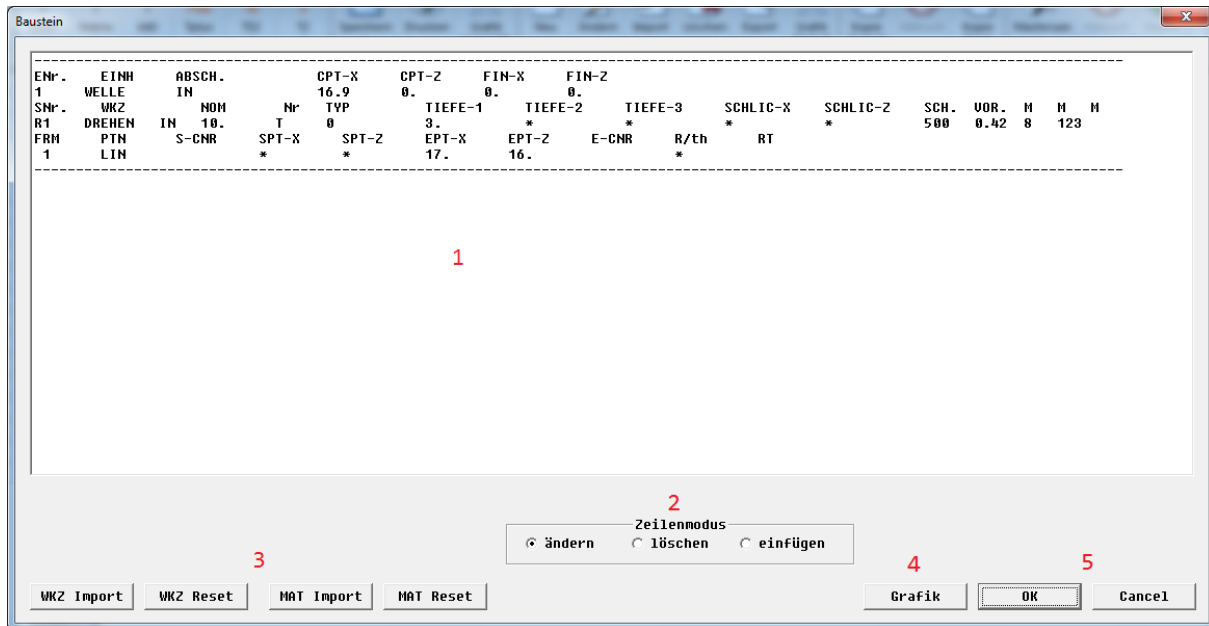 Baustein
ENr. EINH ABSCH. CPT-X CPT-Z FIN-X FIN-Z
1 WELLE IN 16.9 0. 0. 0.
SNr. WKZ NOM Nr TYP TIEFE-1 TIEFE-2 TIEFE-3 SCHLIC-X SCHLIC-Z SCH. VOR. M M M
R1 DREHEN IN 10. T 0 3. * * * * 500 0.42 8 123
FRM PTN S-CNR SPT-X SPT-Z EPT-X EPT-Z E-CNR R/th RT
1 LIN * * 17. 16. *
1
2
Zeilenmodus
ändern löschen einfügen
3
4
5
WKZ Import WKZ Reset MAT Import MAT Reset Grafik OK Cancel